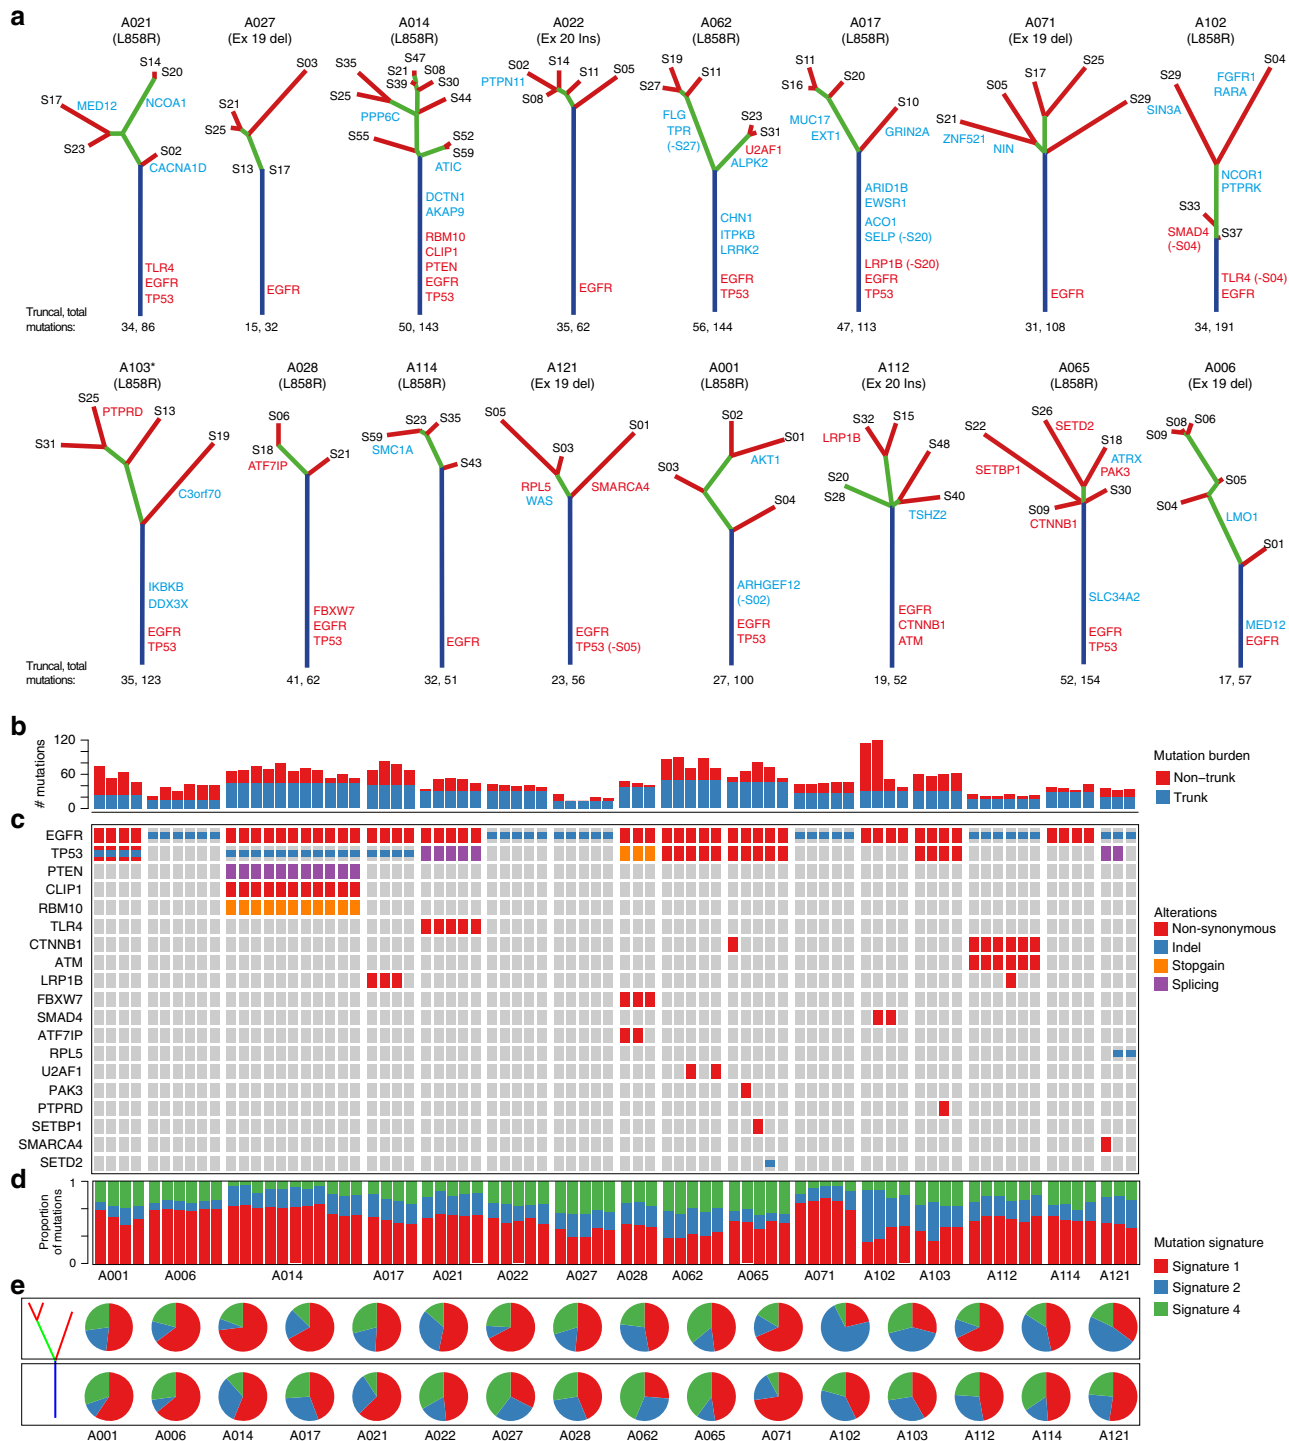 a
A021
(L858R)
A027
(Ex 19 del)
A014
(L858R)
A022
(Ex 20 Ins)
A062
(L858R)
A017
(L858R)
A071
(Ex 19 del)
A102
(L858R)
S14
S20
S17
MED12
NCOA1
S23
S02
CACNA1D
TLR4
EGFR
TP53
S03
S21
S25
S13
S17
EGFR
S47
S35
S21
S08
S39
S30
S25
S44
PPP6C
S55
S52
S59
ATIC
DCTN1
AKAP9
RBM10
CLIP1
PTEN
EGFR
TP53
S02
S14
S11
S05
PTPN11
S08
EGFR
S19
S11
S27
FLG
TPR
(-S27)
S23
S31
U2AF1
ALPK2
CHN1
ITPKB
LRRK2
EGFR
TP53
S11
S16
S20
S10
MUC17
EXT1
GRIN2A
ARID1B
EWSR1
ACO1
SELP (-S20)
LRP1B (-S20)
EGFR
TP53
S25
S17
S05
S29
S21
ZNF521
NIN
EGFR
S04
S29
FGFR1
RARA
SIN3A
NCOR1
PTPRK
S33
SMAD4
(-S04)
S37
TLR4 (-S04)
EGFR
Truncal, total
mutations:
34, 86
15, 32
50, 143
35, 62
56, 144
47, 113
31, 108
34, 191
A103*
(L858R)
A028
(L858R)
A114
(L858R)
A121
(Ex 19 del)
A001
(L858R)
A112
(Ex 20 Ins)
A065
(L858R)
A006
(Ex 19 del)
S25
PTPRD
S13
S31
S19
C3orf70
IKBKB
DDX3X
EGFR
TP53
S06
S18
ATF7IP
S21
FBXW7
EGFR
TP53
S23
S35
S59
SMC1A
S43
EGFR
S05
S01
S03
RPL5
WAS
SMARCA4
EGFR
TP53 (-S05)
S02
S01
AKT1
S03
S04
ARHGEF12
(-S02)
EGFR
TP53
S32
S15
LRP1B
S48
S20
S28
S40
TSHZ2
EGFR
CTNNB1
ATM
S26
S22
SETD2
S18
ATRX
SETBP1
PAK3
S30
S09
CTNNB1
SLC34A2
EGFR
TP53
S08
S06
S09
S05
S04
LMO1
S01
MED12
EGFR
Truncal, total
mutations:
35, 123
41, 62
32, 51
23, 56
27, 100
19, 52
52, 154
17, 57
b
# mutations
120
60
0
Mutation burden
Non-trunk
Trunk
c
EGFR
TP53
PTEN
CLIP1
RBM10
TLR4
CTNNB1
ATM
LRP1B
FBXW7
SMAD4
ATF7IP
RPL5
U2AF1
PAK3
PTPRD
SETBP1
SMARCA4
SETD2
Alterations
Non-synonymous
Indel
Stopgain
Splicing
d
Proportion
of mutations
1
0
A001
A006
A014
A017
A021
A022
A027
A028
A062
A065
A071
A102
A103
A112
A114
A121
Mutation signature
Signature 1
Signature 2
Signature 4
e
A001
A006
A014
A017
A021
A022
A027
A028
A062
A065
A071
A102
A103
A112
A114
A121